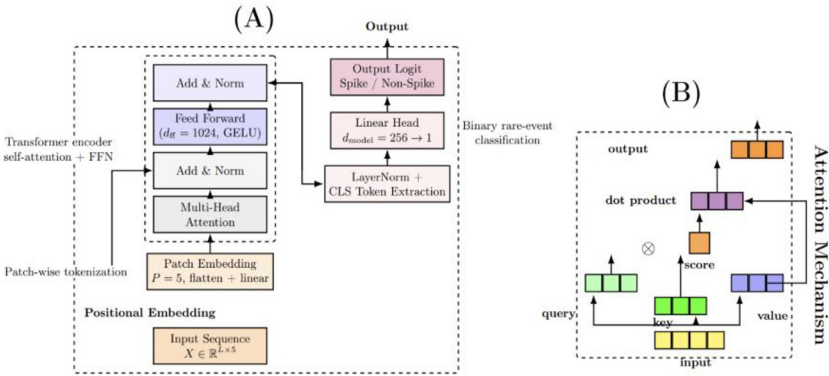 (A)
Output
Output Logit
Spike / Non-Spike
Add & Norm
Feed Forward
(d_ff = 1024, GELU)
Linear Head
d_model = 256 → 1
Binary rare-event
classification
Transformer encoder
self-attention + FFN
Add & Norm
LayerNorm +
CLS Token Extraction
Multi-Head
Attention
Patch-wise tokenization
Patch Embedding
P = 5, flatten + linear
Positional Embedding
Input Sequence
X ∈ ℝ^{L×5}
(B)
output
dot product
⊗
score
query
key
value
input
Attention Mechanism